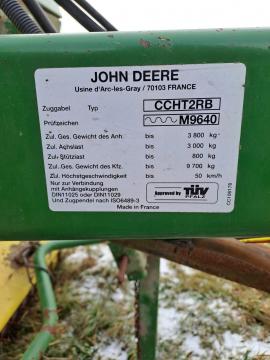 JOHN DEERE
Usine d'Arc-les-Gray / 70103 FRANCE
Zuggabel Typ CCHT2RB
Prüfzeichen M9640
Zul. Ges. Gewicht des Anh. bis 3 800 kg
Zul. Achslast bis 3 000 kg
Zul. Stützlast bis 800 kg
Zul. Ges. Gewicht des Kfz. bis 9 700 kg
Zul. Höchstgeschwindigkeit bis 50 km/h
Nur zur Verbindung
mit Anhängekupplungen
DIN11025 oder DIN11029
Und Zugpendel nach ISO6489-3
Approved by TÜV
PFALZ
Made in France